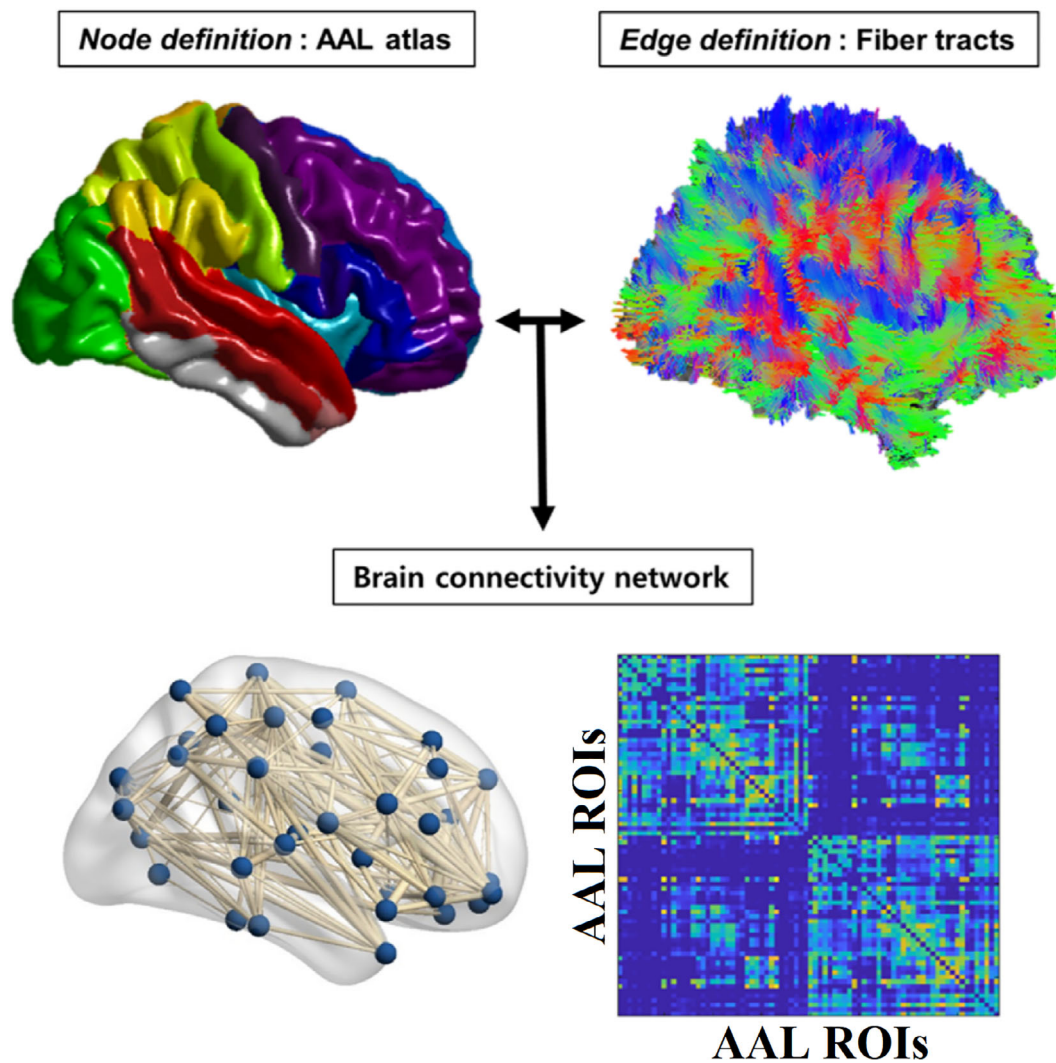 Node definition : AAL atlas
Edge definition : Fiber tracts
Brain connectivity network
AAL ROIs
AAL ROIs